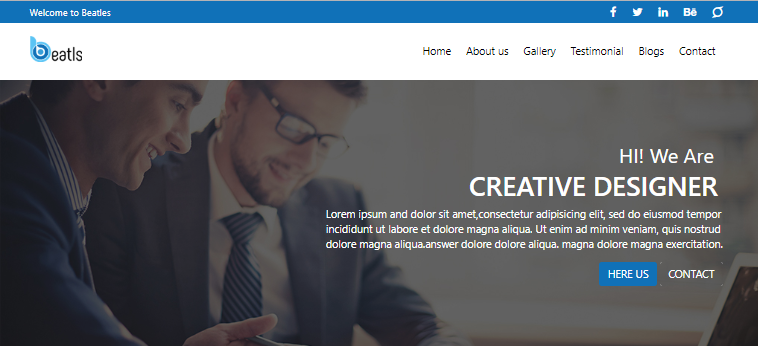 Welcome to Beatles
beatls
Home About us Gallery Testimonial Blogs Contact
HI! We Are
CREATIVE DESIGNER
Lorem ipsum and dolor sit amet,consectetur adipisicing elit, sed do eiusmod tempor
incididunt ut labore et dolore magna aliqua. Ut enim ad minim veniam, quis nostrud
dolore magna aliqua.answer dolore dolore aliqua. magna dolore magna exercitation.
HERE US CONTACT